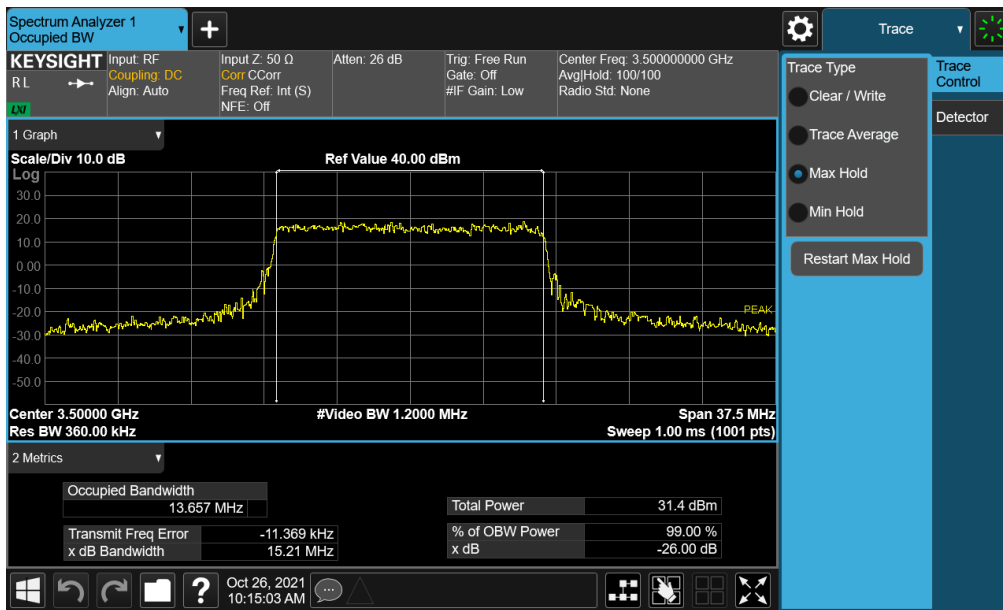 Spectrum Analyzer 1
Occupied BW
+
Trace
KEYSIGHT
R L
LXI
Input: RF
Coupling: DC
Align: Auto
Input Z: 50 Ω
Corr CCorr
Freq Ref: Int (S)
NFE: Off
Atten: 26 dB
Trig: Free Run
Gate: Off
#IF Gain: Low
Center Freq: 3.500000000 GHz
Avg|Hold: 100/100
Radio Std: None
1 Graph
Scale/Div 10.0 dB
Ref Value 40.00 dBm
Log
30.0
20.0
10.0
0.00
-10.0
-20.0
-30.0
-40.0
-50.0
PEAK
Center 3.50000 GHz
#Video BW 1.2000 MHz
Span 37.5 MHz
Res BW 360.00 kHz
Sweep 1.00 ms (1001 pts)
2 Metrics
Occupied Bandwidth
13.657 MHz
Transmit Freq Error -11.369 kHz
x dB Bandwidth 15.21 MHz
Total Power 31.4 dBm
% of OBW Power 99.00 %
x dB -26.00 dB
?
Oct 26, 2021
10:15:03 AM
Trace Type
Clear / Write
Trace Average
Max Hold
Min Hold
Restart Max Hold
Trace
Control
Detector